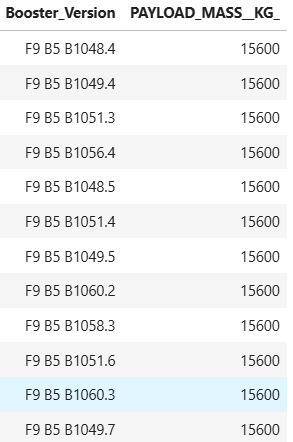 Booster_Version PAYLOAD_MASS__KG_
F9 B5 B1048.4 15600
F9 B5 B1049.4 15600
F9 B5 B1051.3 15600
F9 B5 B1056.4 15600
F9 B5 B1048.5 15600
F9 B5 B1051.4 15600
F9 B5 B1049.5 15600
F9 B5 B1060.2 15600
F9 B5 B1058.3 15600
F9 B5 B1051.6 15600
F9 B5 B1060.3 15600
F9 B5 B1049.7 15600